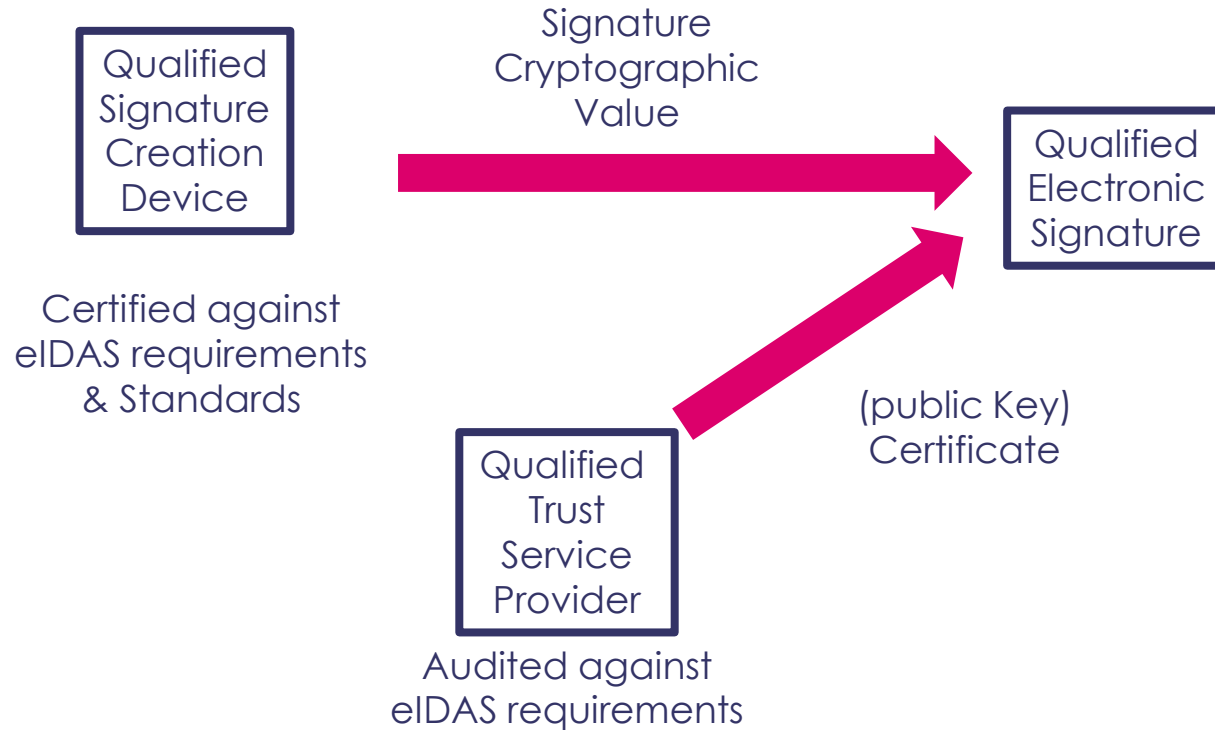 Qualified
Signature
Creation
Device
Signature
Cryptographic
Value
Qualified
Electronic
Signature
Certified against
eIDAS requirements
& Standards
(public Key)
Certificate
Qualified
Trust
Service
Provider
Audited against
eIDAS requirements